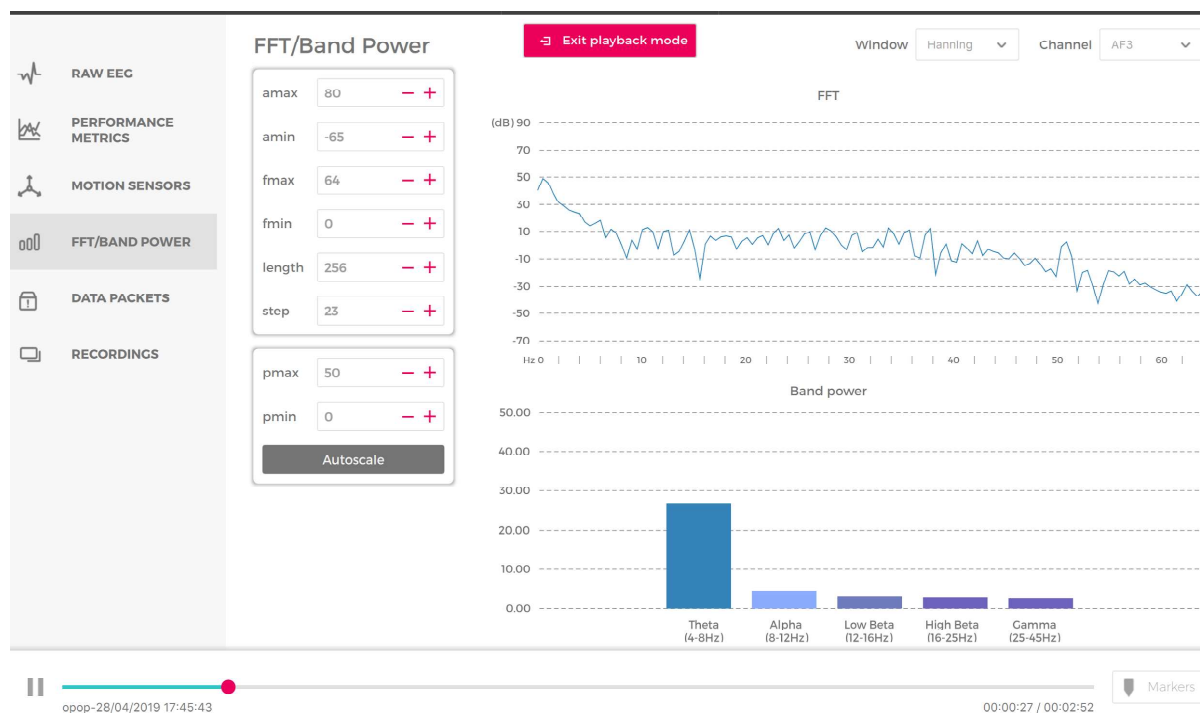 FFT/Band Power
Exit playback mode
Window Hanning
Channel AF3
RAW EEG
PERFORMANCE
METRICS
MOTION SENSORS
FFT/BAND POWER
DATA PACKETS
RECORDINGS
amax 80
amin -65
fmax 64
fmin 0
length 256
step 23
pmax 50
pmin 0
Autoscale
FFT
(dB) 90
70
50
30
10
-10
-30
-50
-70
Hz 0 10 20 30 40 50 60
Band power
50.00
40.00
30.00
20.00
10.00
0.00
Theta Alpha Low Beta High Beta Gamma
(4-8Hz) (8-12Hz) (12-16Hz) (16-25Hz) (25-45Hz)
opop-28/04/2019 17:45:43
00:00:27 / 00:02:52
Markers